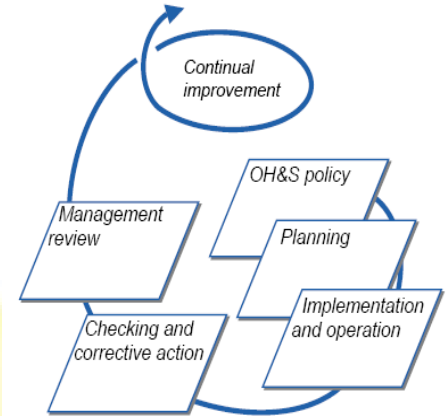 Continual
improvement
OH&S policy
Planning
Implementation
and operation
Checking and
corrective action
Management
review